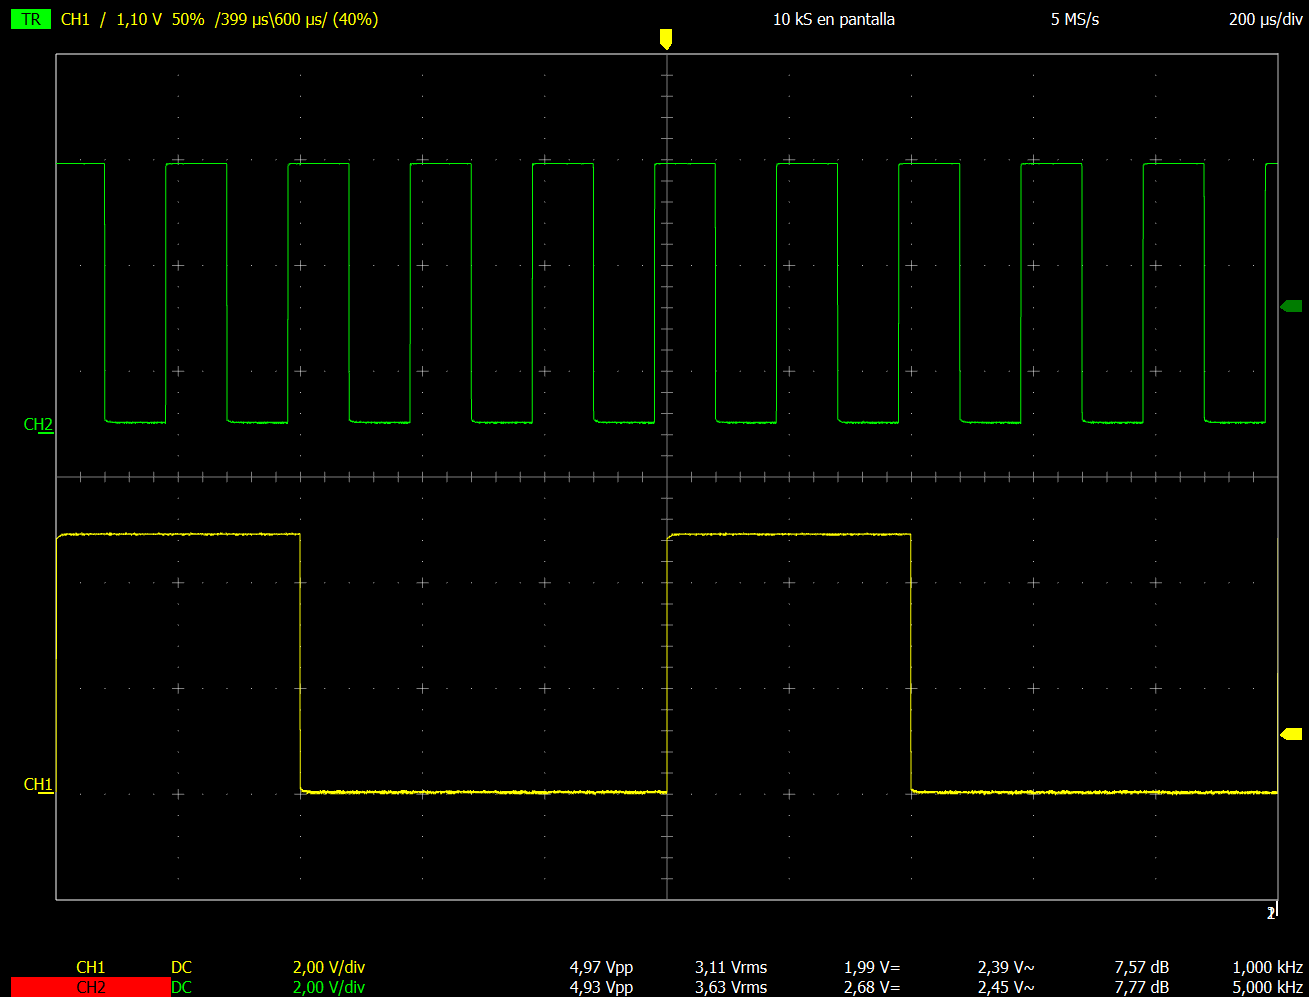 TR CH1 / 1,10 V 50% /399 µs\600 µs/ (40%) 10 kS en pantalla 5 MS/s 200 µs/div
CH2
CH1
CH1 DC 2,00 V/div 4,97 Vpp 3,11 Vrms 1,99 V= 2,39 V~ 7,57 dB 1,000 kHz
CH2 DC 2,00 V/div 4,93 Vpp 3,63 Vrms 2,68 V= 2,45 V~ 7,77 dB 5,000 kHz